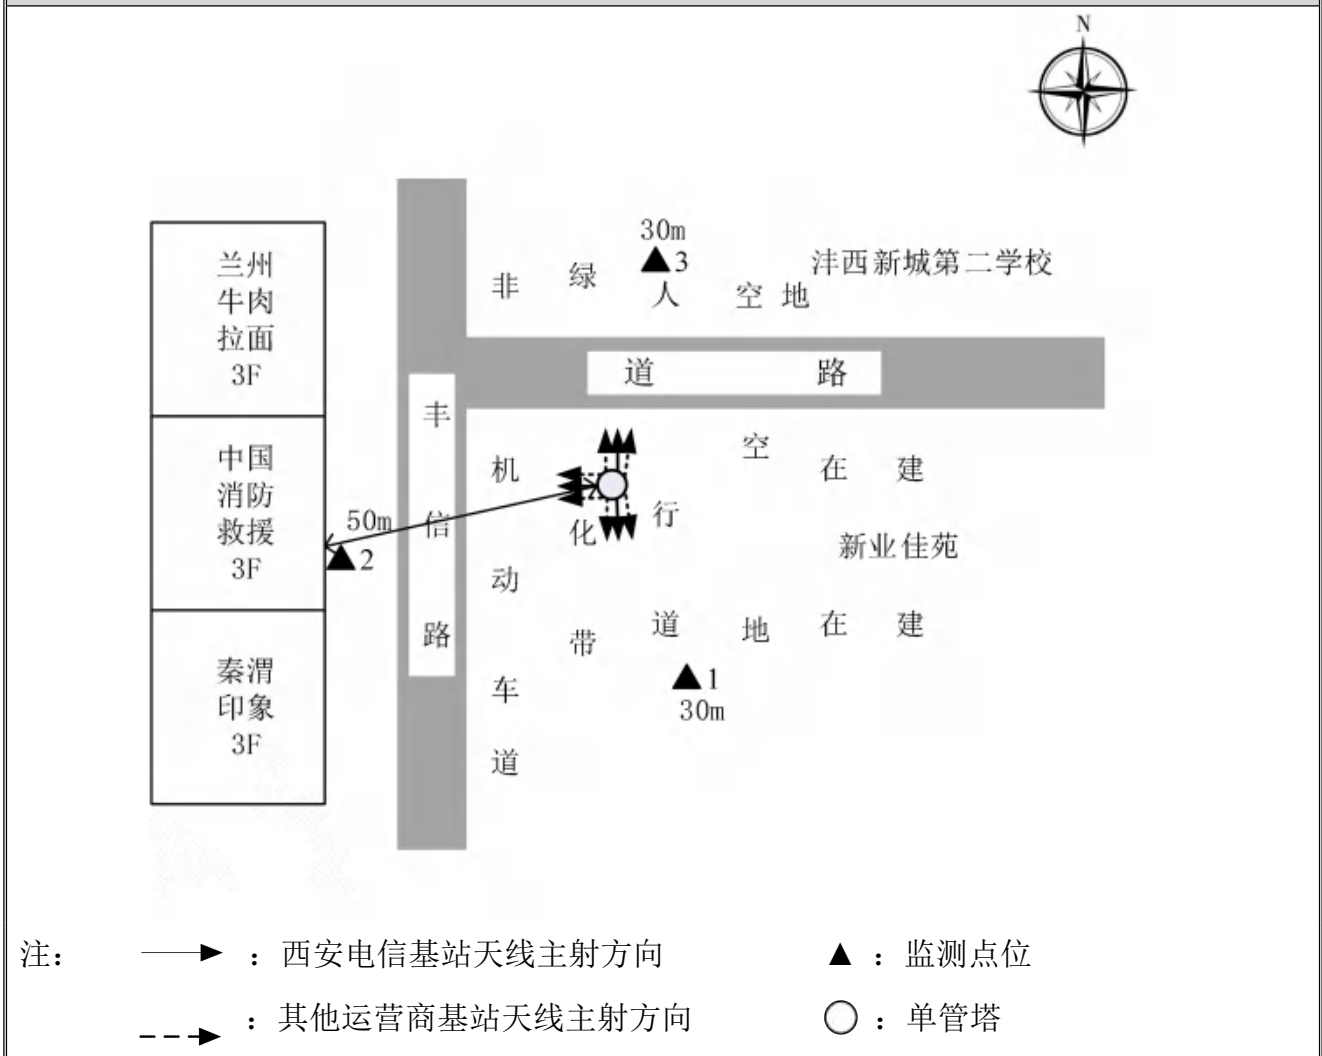 N
30m
▲3
沣西新城第二学校
非
绿
人
空 地
兰州
牛肉
拉面
3F
道 路
丰
信
路
中国
消防
救援
3F
50m
▲2
机
动
车
道
化
带
行
道
空
地
在 建
新业佳苑
在 建
▲1
30m
秦渭
印象
3F
注：
：西安电信基站天线主射方向
▲：监测点位
：其他运营商基站天线主射方向
：单管塔